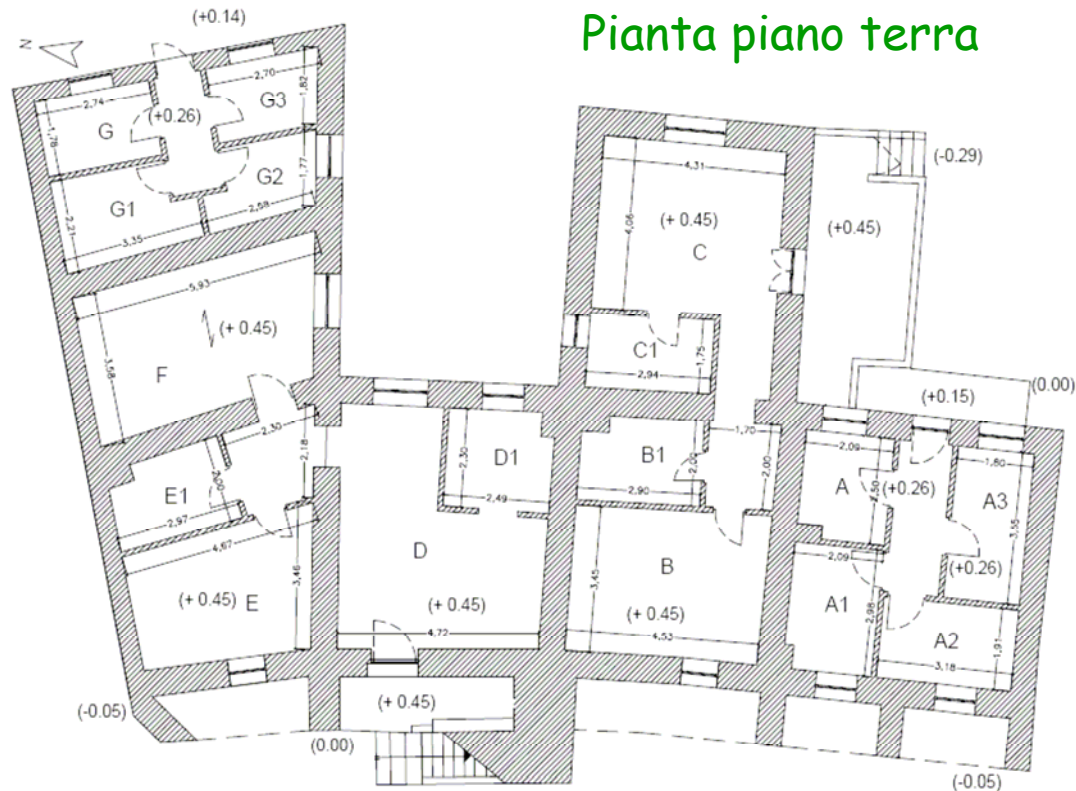 Pianta piano terra
N
(+0.14)
2,70
1,82
G3
2,74
G
(+0.26)
1,78
1,77
G2
2,58
G1
2,21
3,35
5,93
(+ 0.45)
F
3,58
2,30
2,18
E1
2,00
2,97
4,67
3,46
(+ 0.45)
E
(-0.05)
(0.00)
D1
2,30
2,49
D
(+ 0.45)
4,72
(+ 0.45)
4,31
(+ 0.45)
4,06
C
C1
1,75
2,94
(-0.29)
(+0.45)
(+0.15)
(0.00)
B1
2,00
2,90
1,70
2,00
B
3,45
(+ 0.45)
4,53
2,09
A
(+0.26)
1,80
A3
3,55
2,09
(+0.26)
A1
2,98
A2
1,91
3,18
(-0.05)